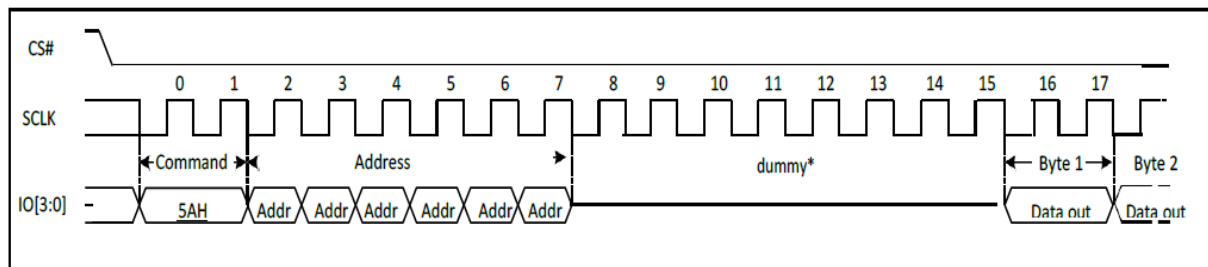 CS#
0 1 2 3 4 5 6 7 8 9 10 11 12 13 14 15 16 17
SCLK
Command Address dummy* Byte 1 Byte 2
IO[3:0] 5AH Addr Addr Addr Addr Addr Addr Data out Data out